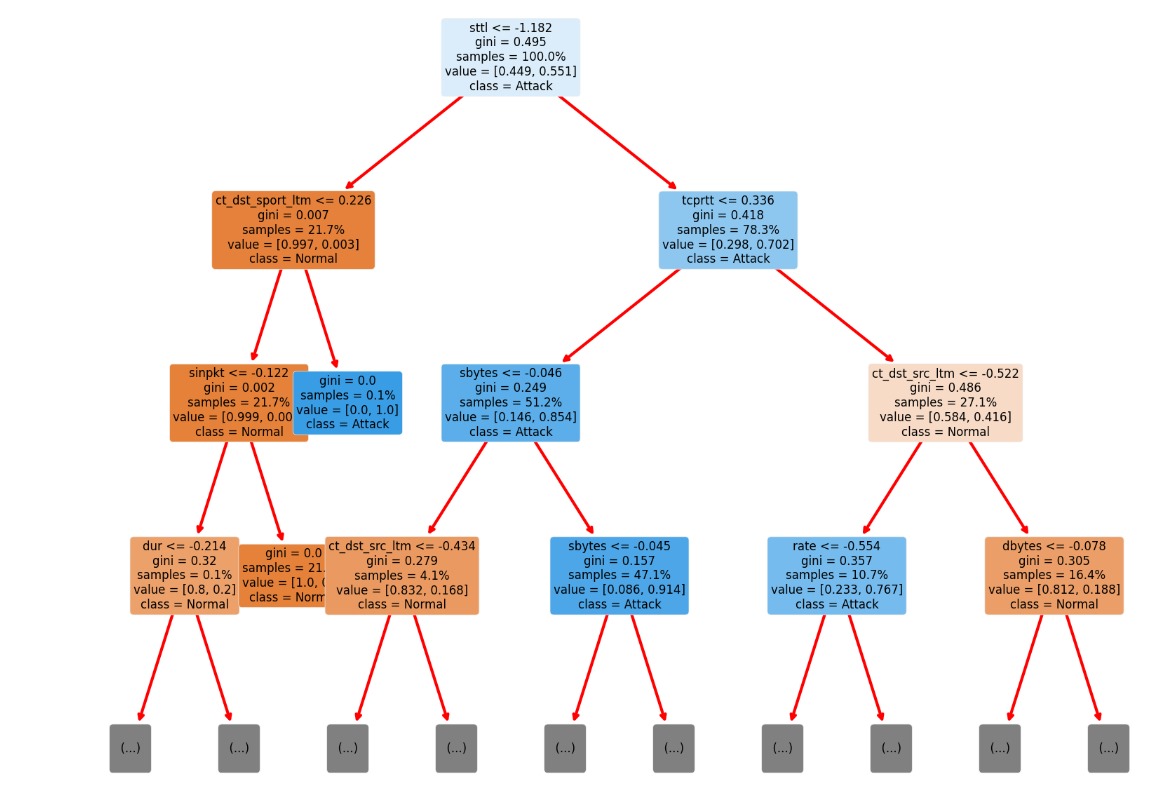 sttl <= -1.182
gini = 0.495
samples = 100.0%
value = [0.449, 0.551]
class = Attack
ct_dst_sport_ltm <= 0.226
gini = 0.007
samples = 21.7%
value = [0.997, 0.003]
class = Normal
tcprtt <= 0.336
gini = 0.418
samples = 78.3%
value = [0.298, 0.702]
class = Attack
sinpkt <= -0.122
gini = 0.002
samples = 21.7%
value = [0.999, 0.00
class = Normal
gini = 0.0
samples = 0.1%
value = [0.0, 1.0]
class = Attack
sbytes <= -0.046
gini = 0.249
samples = 51.2%
value = [0.146, 0.854]
class = Attack
ct_dst_src_ltm <= -0.522
gini = 0.486
samples = 27.1%
value = [0.584, 0.416]
class = Normal
dur <= -0.214
gini = 0.32
samples = 0.1%
value = [0.8, 0.2]
class = Normal
gini = 0.0
samples = 21.
value = [1.0,
class = Norm
ct_dst_src_ltm <= -0.434
gini = 0.279
samples = 4.1%
value = [0.832, 0.168]
class = Normal
sbytes <= -0.045
gini = 0.157
samples = 47.1%
value = [0.086, 0.914]
class = Attack
rate <= -0.554
gini = 0.357
samples = 10.7%
value = [0.233, 0.767]
class = Attack
dbytes <= -0.078
gini = 0.305
samples = 16.4%
value = [0.812, 0.188]
class = Normal
(...)
(...)
(...)
(...)
(...)
(...)
(...)
(...)
(...)
(...)